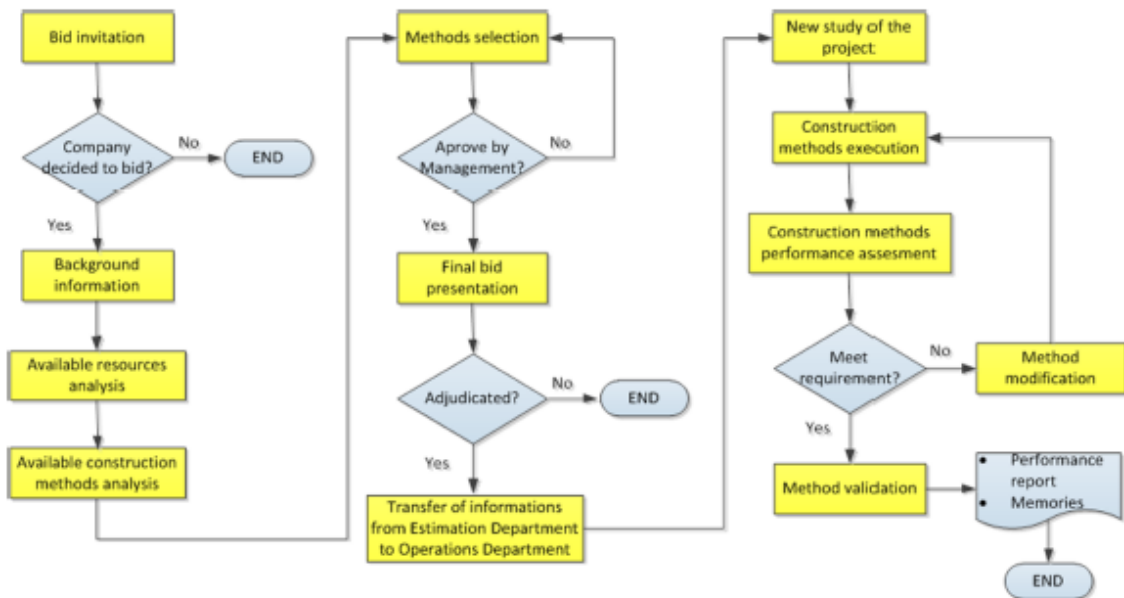 Bid invitation
Company
decided to bid?
No
END
Yes
Background
information
Available resources
analysis
Available construction
methods analysis
Methods selection
Aprove by
Management?
No
Yes
Final bid
presentation
Adjudicated?
No
END
Yes
Transfer of informations
from Estimation Department
to Operations Department
New study of the
project
Construction
methods execution
Construction methods
performance assesment
Meet
requirement?
No
Method
modification
Yes
Method validation
• Performance
report
• Memories
END